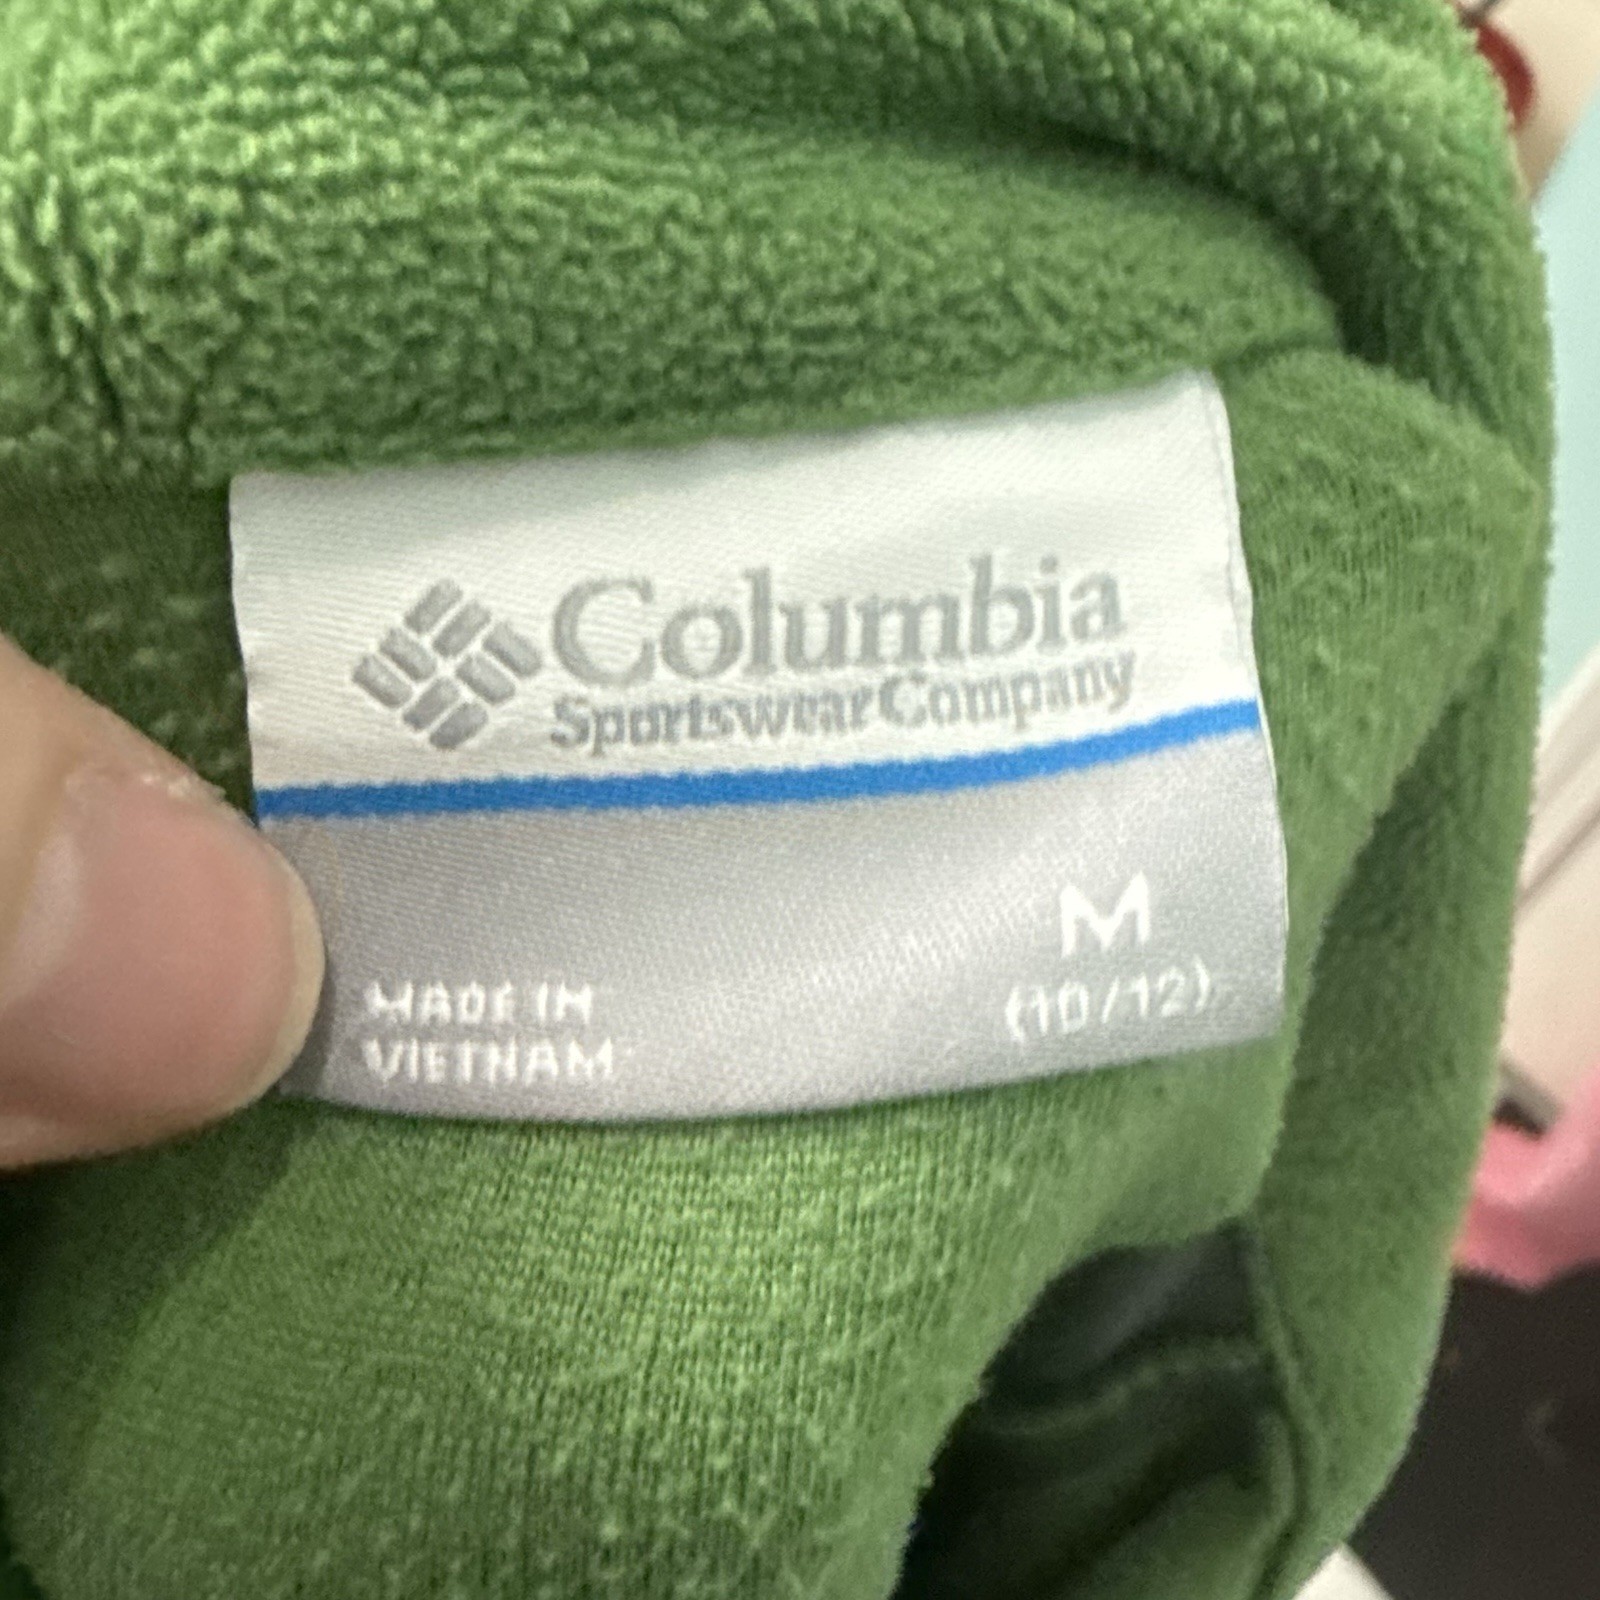 Columbia
Sportswear Company
M
(10/12)
MADE IN
VIETNAM